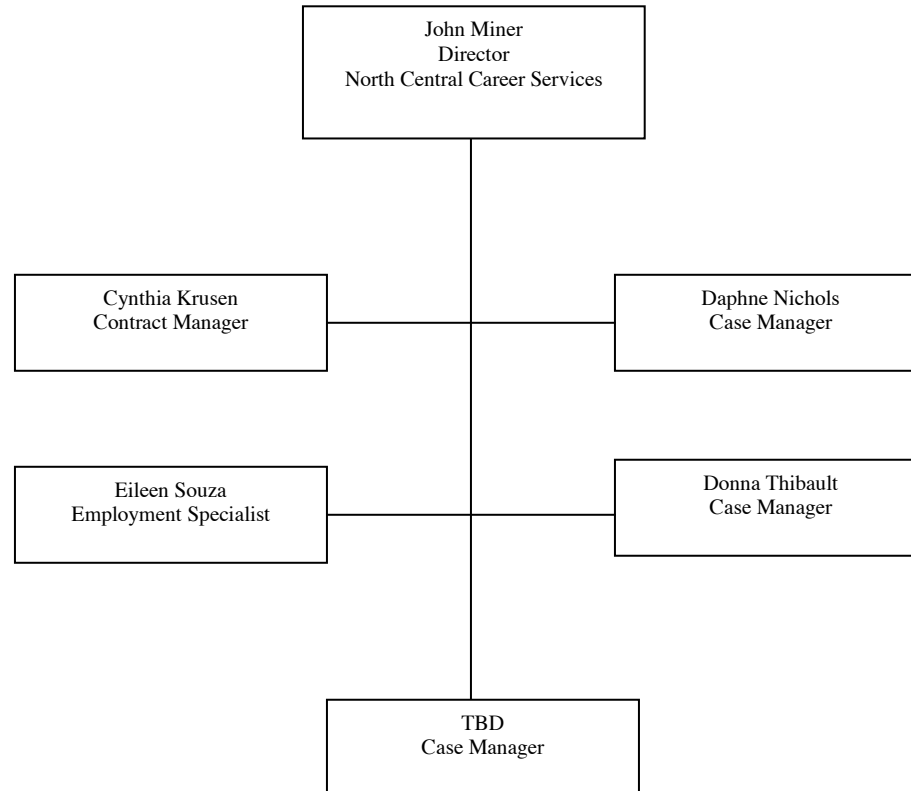 John Miner
Director
North Central Career Services
Cynthia Krusen
Contract Manager
Daphne Nichols
Case Manager
Eileen Souza
Employment Specialist
Donna Thibault
Case Manager
TBD
Case Manager